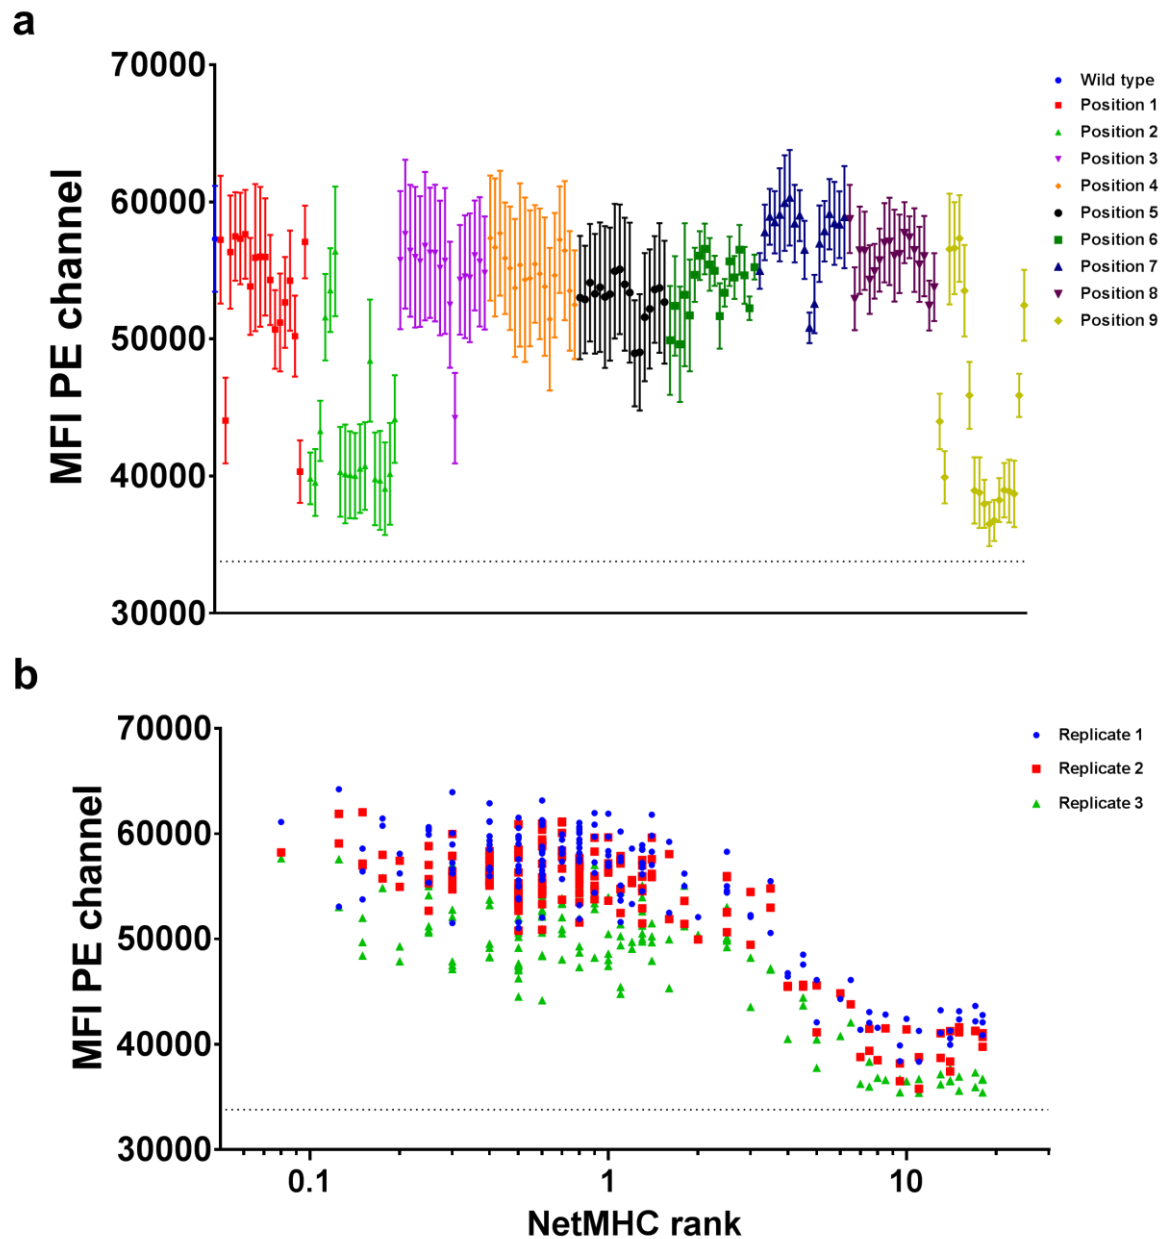 a
70000
60000
50000
40000
30000
MFI PE channel
Wild type
Position 1
Position 2
Position 3
Position 4
Position 5
Position 6
Position 7
Position 8
Position 9
b
70000
60000
50000
40000
30000
MFI PE channel
0.1
1
10
NetMHC rank
Replicate 1
Replicate 2
Replicate 3